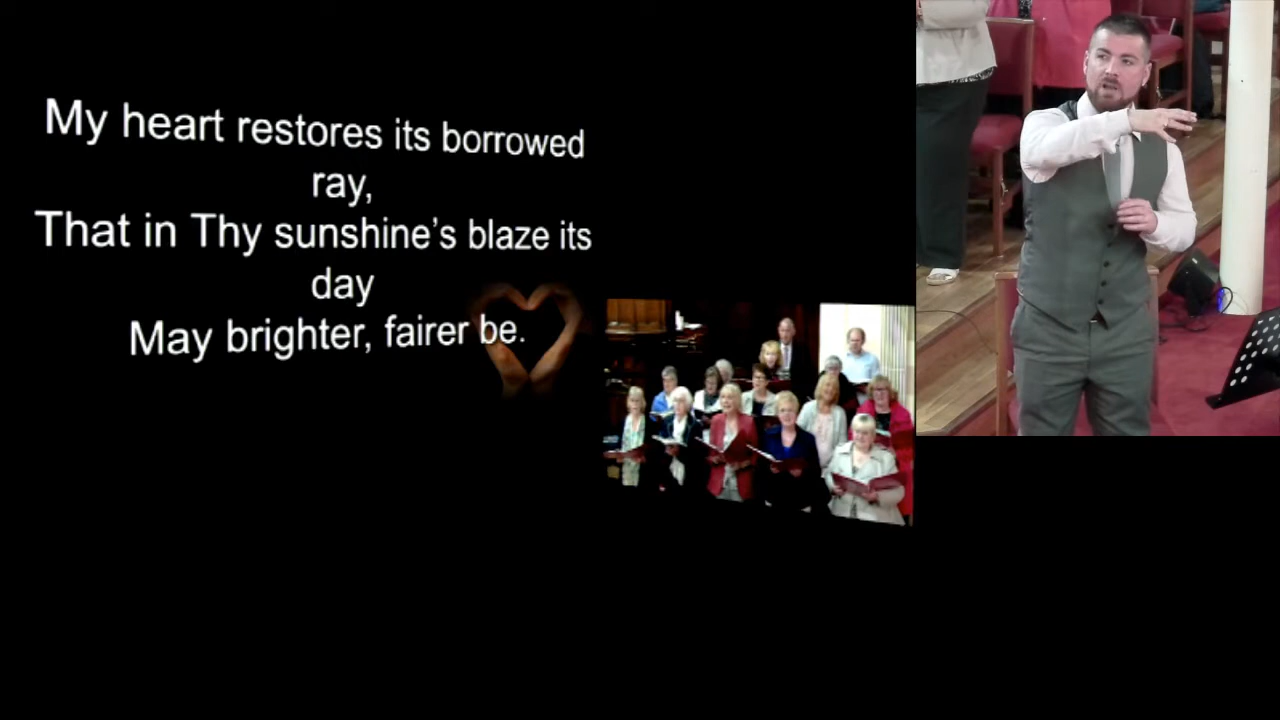 My heart restores its borrowed
ray,
That in Thy sunshine’s blaze its
day
May brighter, fairer be.